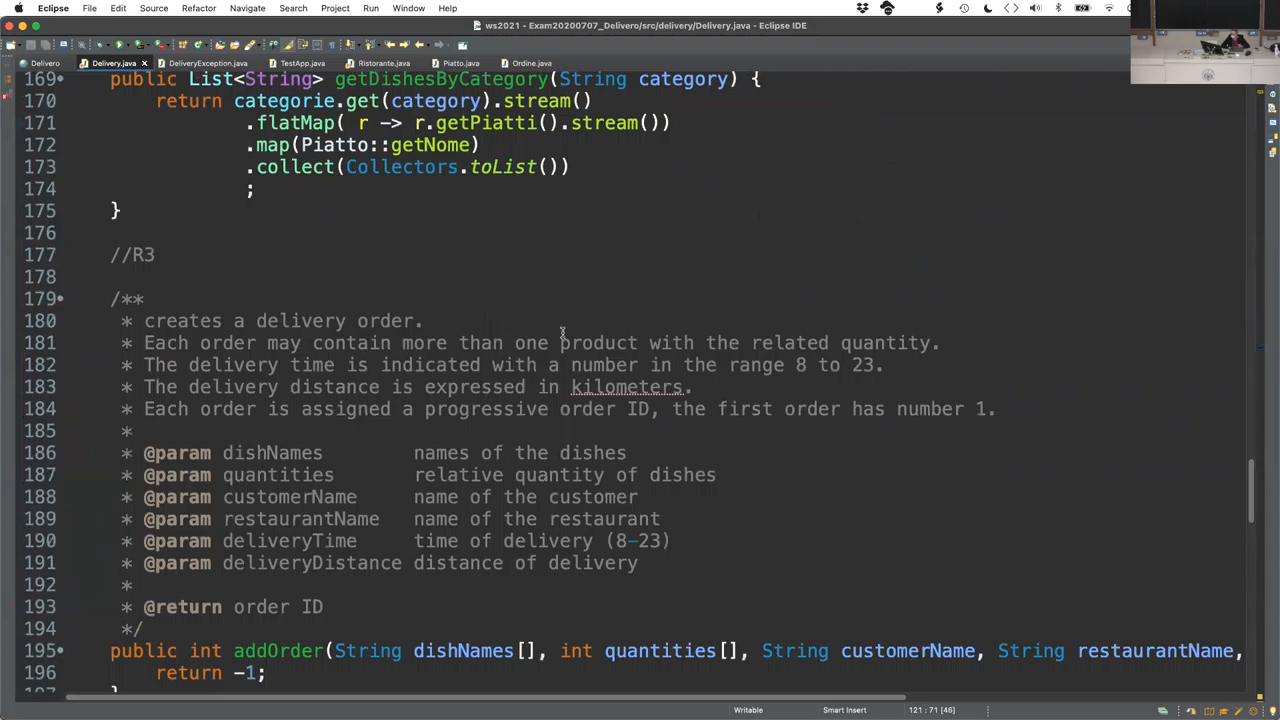 Eclipse File Edit Source Refactor Navigate Search Project Run Window Help
ws2021 - Exam20200707_Delivero/src/delivery/Delivery.java - Eclipse IDE
Delivero Delivery.java DeliveryException.java TestApp.java Ristorante.java Piatto.java Ordine.java
169 public List<String> getDishesByCategory(String category) {
170 return categorie.get(category).stream()
171 .flatMap( r -> r.getPiatti().stream())
172 .map(Piatto::getNome)
173 .collect(Collectors.toList())
174 ;
175 }
176
177 //R3
178
179 /**
180 * creates a delivery order.
181 * Each order may contain more than one product with the related quantity.
182 * The delivery time is indicated with a number in the range 8 to 23.
183 * The delivery distance is expressed in kilometers.
184 * Each order is assigned a progressive order ID, the first order has number 1.
185 *
186 * @param dishNames names of the dishes
187 * @param quantities relative quantity of dishes
188 * @param customerName name of the customer
189 * @param restaurantName name of the restaurant
190 * @param deliveryTime time of delivery (8-23)
191 * @param deliveryDistance distance of delivery
192 *
193 * @return order ID
194 */
195 public int addOrder(String dishNames[], int quantities[], String customerName, String restaurantName,
196 return -1;
197 }
Writable Smart Insert 121 : 71 [46]